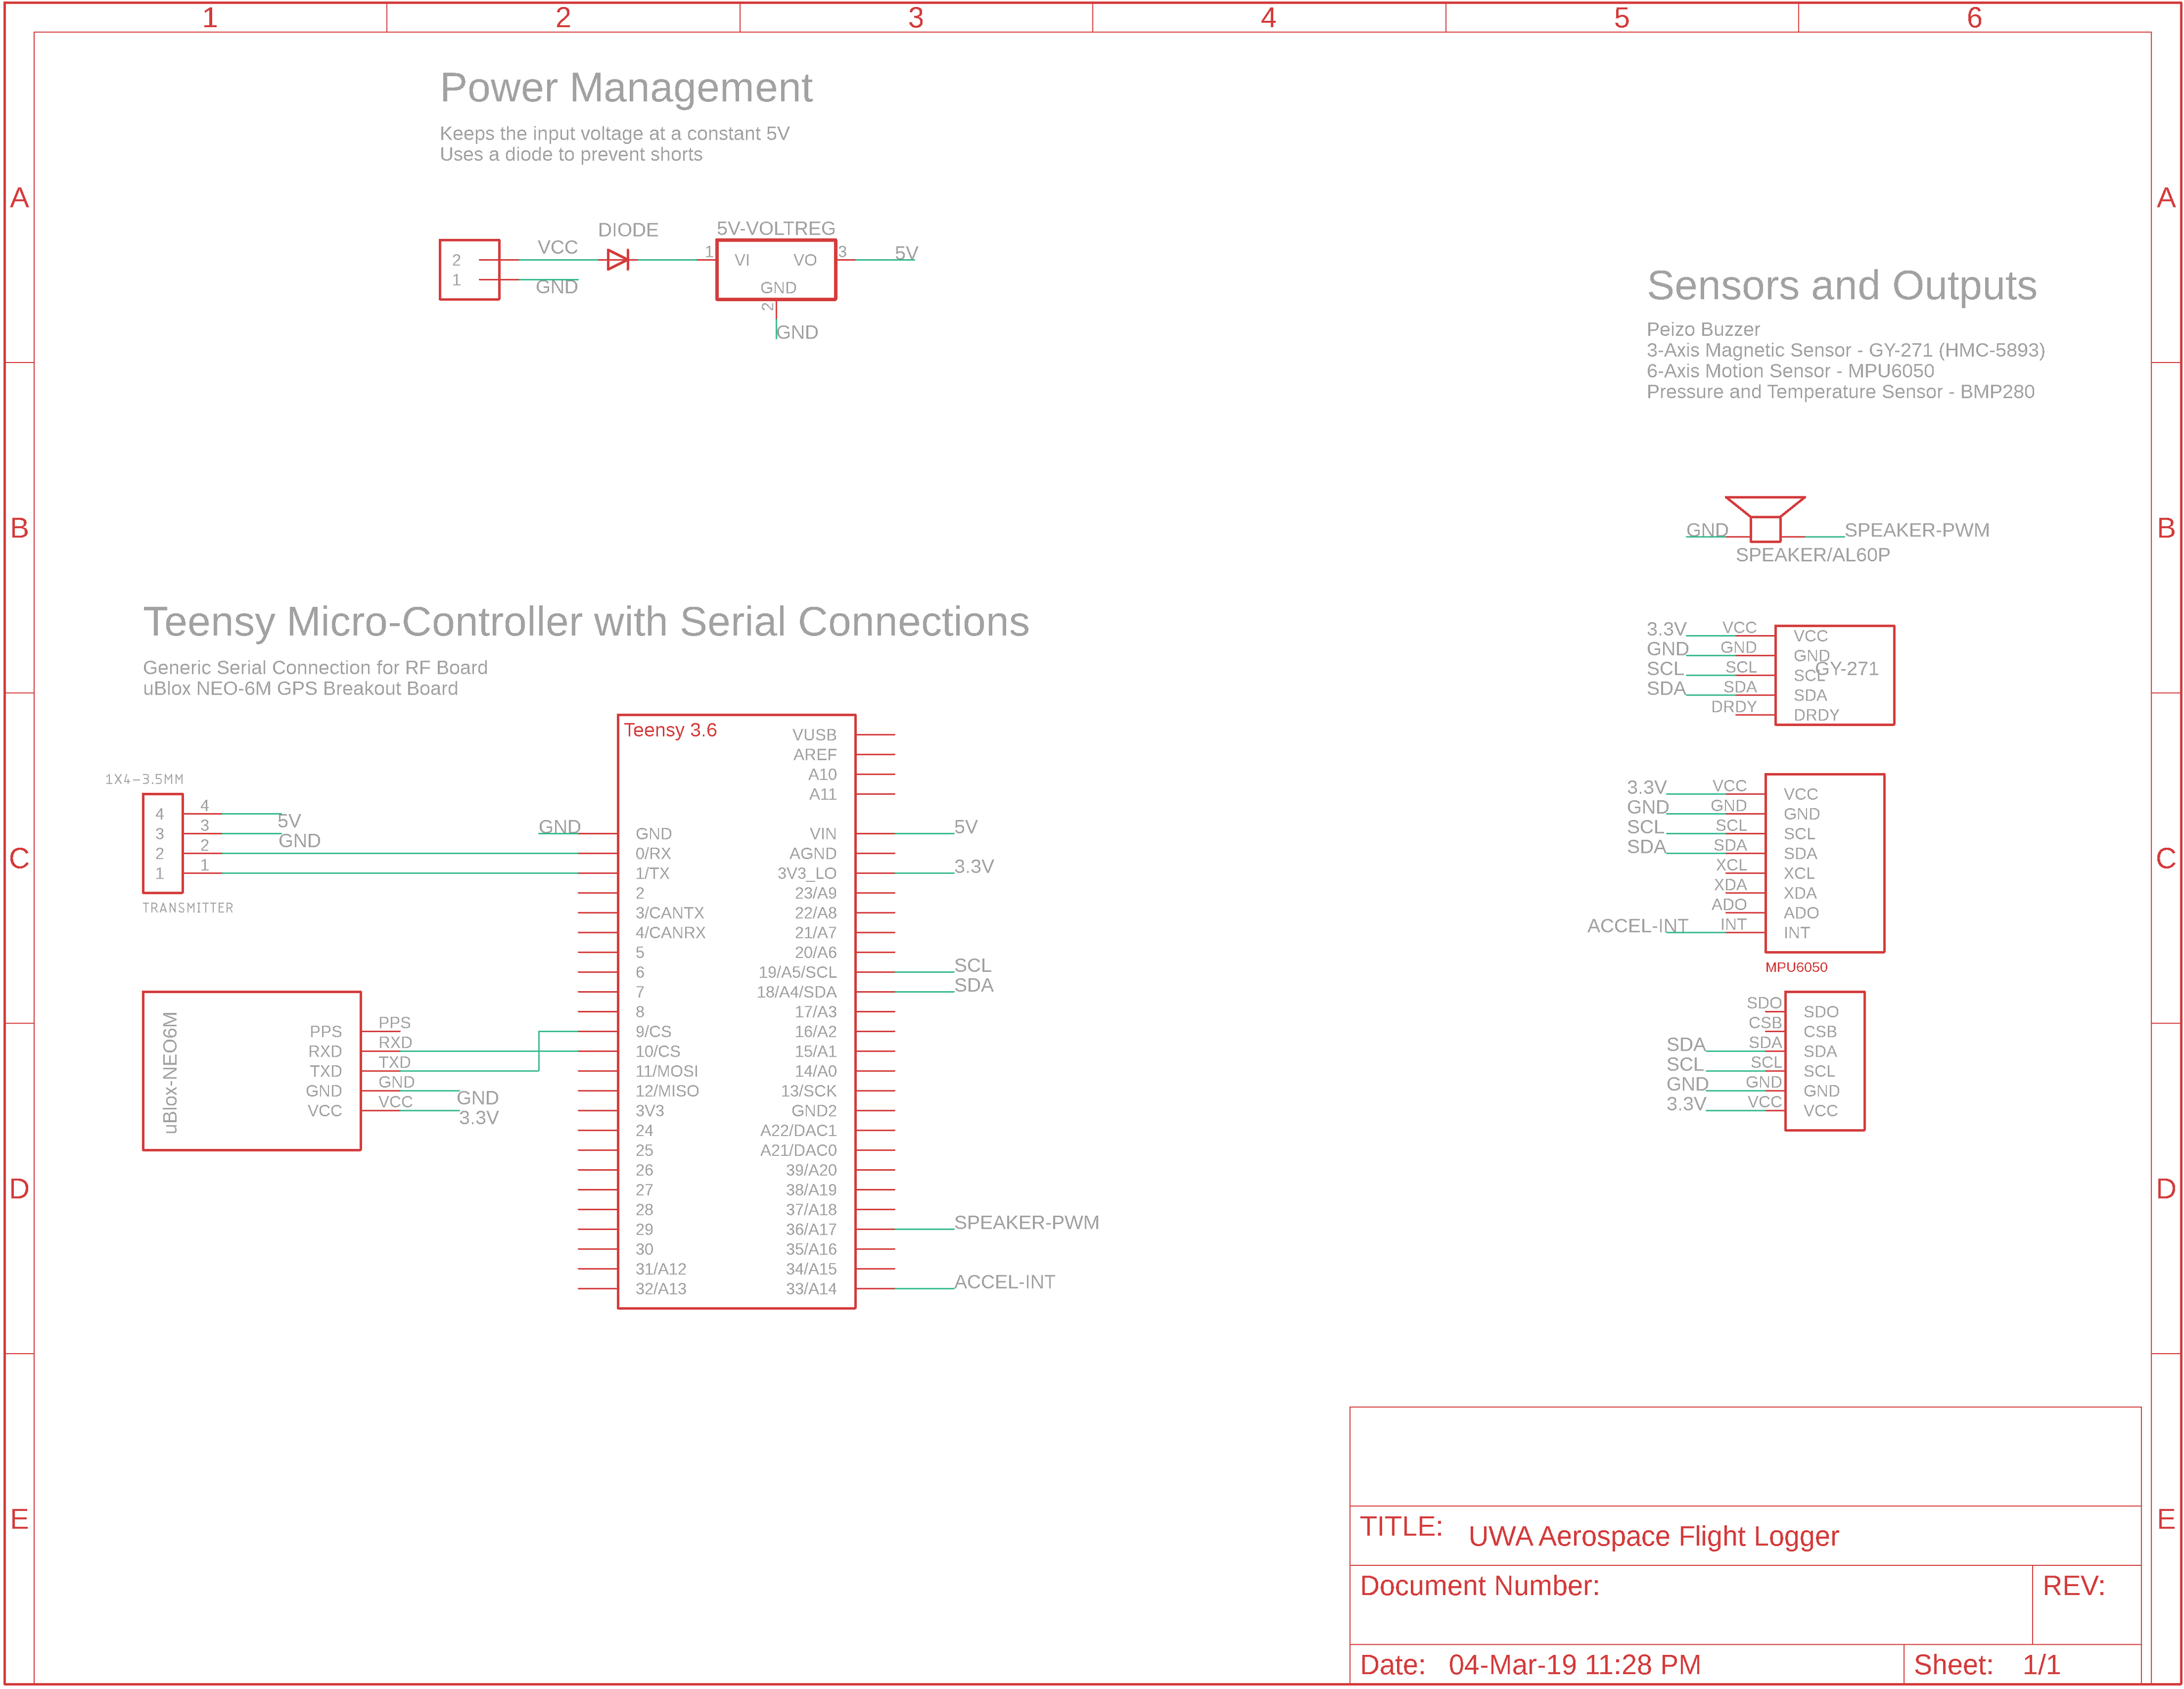 1 2 3 4 5 6
A A
B B
C C
D D
E E
Power Management
Keeps the input voltage at a constant 5V
Uses a diode to prevent shorts
2
1
VCC
GND
DIODE
5V-VOLTREG
1
VI
VO
3
5V
GND
2
GND
Sensors and Outputs
Peizo Buzzer
3-Axis Magnetic Sensor - GY-271 (HMC-5893)
6-Axis Motion Sensor - MPU6050
Pressure and Temperature Sensor - BMP280
GND
SPEAKER-PWM
SPEAKER/AL60P
3.3V VCC VCC
GND GND GND
SCL SCL SCL
GY-271
SDA SDA SDA
DRDY DRDY
3.3V VCC VCC
GND GND GND
SCL SCL SCL
SDA SDA SDA
XCL XCL
XDA XDA
ADO ADO
ACCEL-INT INT INT
MPU6050
SDO SDO
CSB CSB
SDA SDA SDA
SCL SCL SCL
GND GND GND
3.3V VCC VCC
Teensy Micro-Controller with Serial Connections
Generic Serial Connection for RF Board
uBlox NEO-6M GPS Breakout Board
1X4-3.5MM
4 4 5V
3 3 GND
2 2
1 1
TRANSMITTER
uBlox-NEO6M
PPS PPS
RXD RXD
TXD TXD
GND GND GND
VCC VCC 3.3V
Teensy 3.6
VUSB
AREF
A10
A11
GND GND VIN 5V
0/RX AGND
1/TX 3V3_LO 3.3V
2 23/A9
3/CANTX 22/A8
4/CANRX 21/A7
5 20/A6
6 19/A5/SCL SCL
7 18/A4/SDA SDA
8 17/A3
9/CS 16/A2
10/CS 15/A1
11/MOSI 14/A0
12/MISO 13/SCK
3V3 GND2
24 A22/DAC1
25 A21/DAC0
26 39/A20
27 38/A19
28 37/A18
29 36/A17 SPEAKER-PWM
30 35/A16
31/A12 34/A15
32/A13 33/A14 ACCEL-INT
TITLE: UWA Aerospace Flight Logger
Document Number:
REV:
Date: 04-Mar-19 11:28 PM
Sheet: 1/1